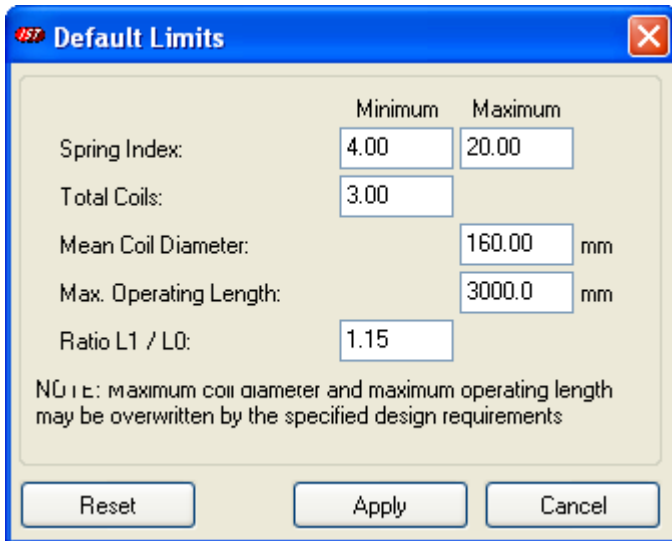 IST Default Limits
Minimum Maximum
Spring Index: 4.00 20.00
Total Coils: 3.00
Mean Coil Diameter: 160.00 mm
Max. Operating Length: 3000.0 mm
Ratio L1 / L0: 1.15
NOTE: Maximum coil diameter and maximum operating length
may be overwritten by the specified design requirements
Reset Apply Cancel